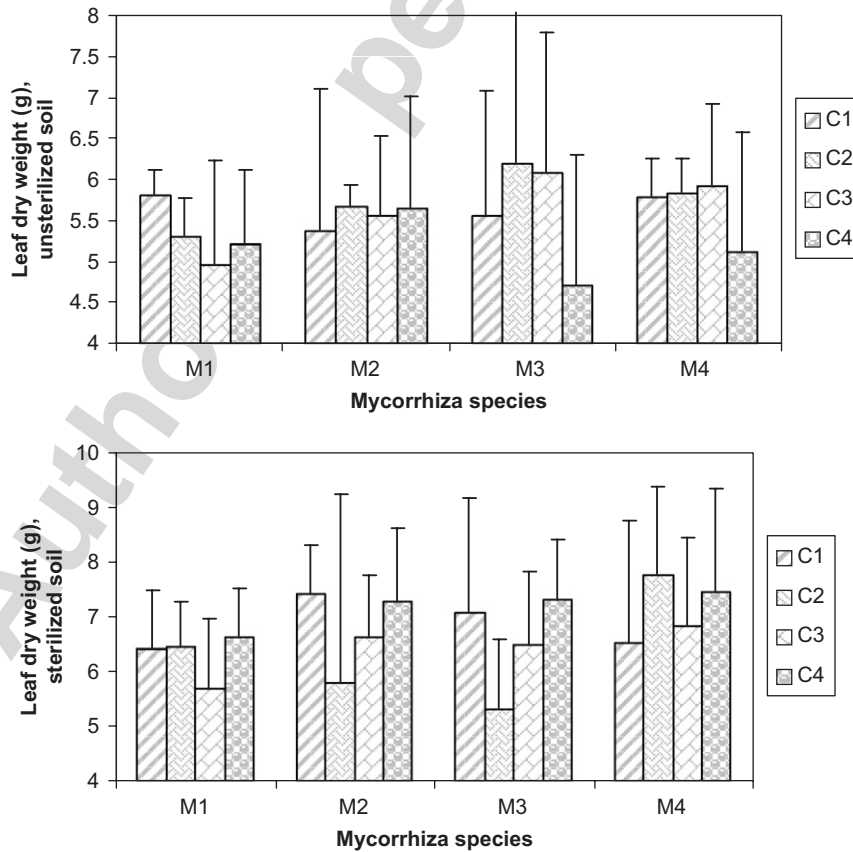 8
7.5
7
6.5
6
5.5
5
4.5
4
Leaf dry weight (g),
unsterilized soil
M1 M2 M3 M4
Mycorrhiza species
C1
C2
C3
C4
10
9
8
7
6
5
4
Leaf dry weight (g),
sterilized soil
M1 M2 M3 M4
Mycorrhiza species
C1
C2
C3
C4
Autho
pe